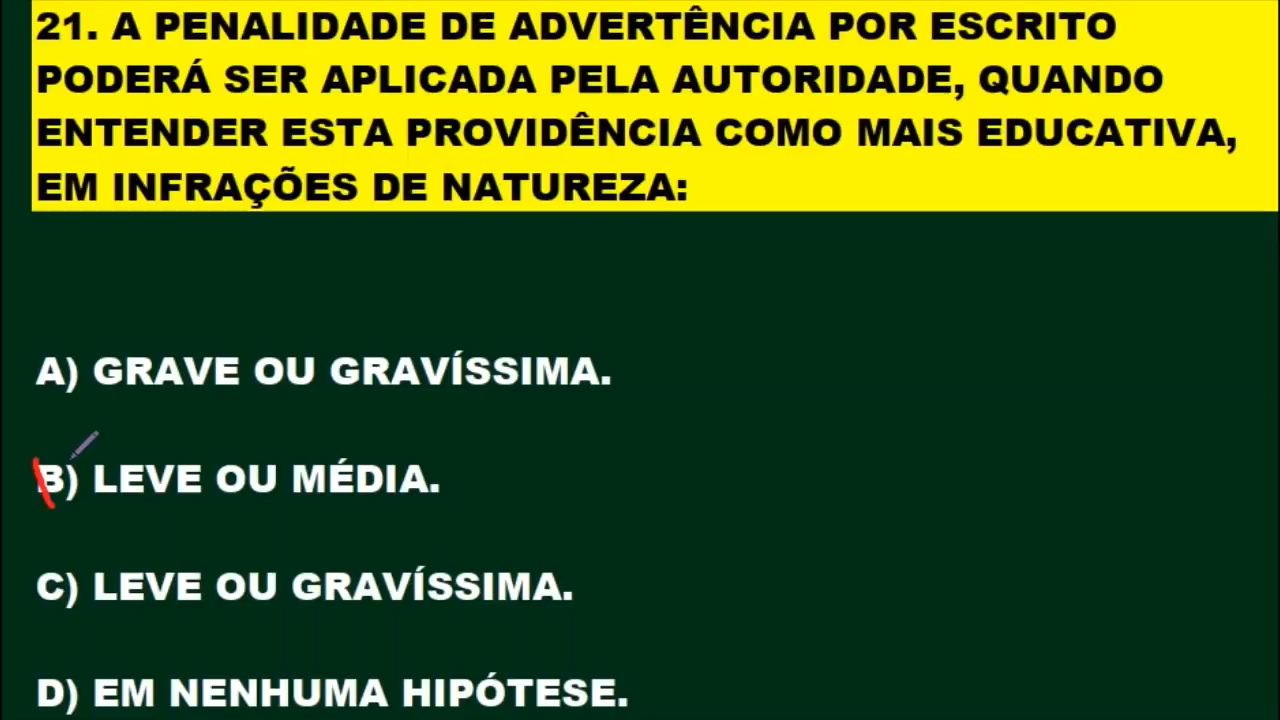 21. A PENALIDADE DE ADVERTÊNCIA POR ESCRITO
PODERÁ SER APLICADA PELA AUTORIDADE, QUANDO
ENTENDER ESTA PROVIDÊNCIA COMO MAIS EDUCATIVA,
EM INFRAÇÕES DE NATUREZA:
A) GRAVE OU GRAVÍSSIMA.
B) LEVE OU MÉDIA.
C) LEVE OU GRAVÍSSIMA.
D) EM NENHUMA HIPÓTESE.